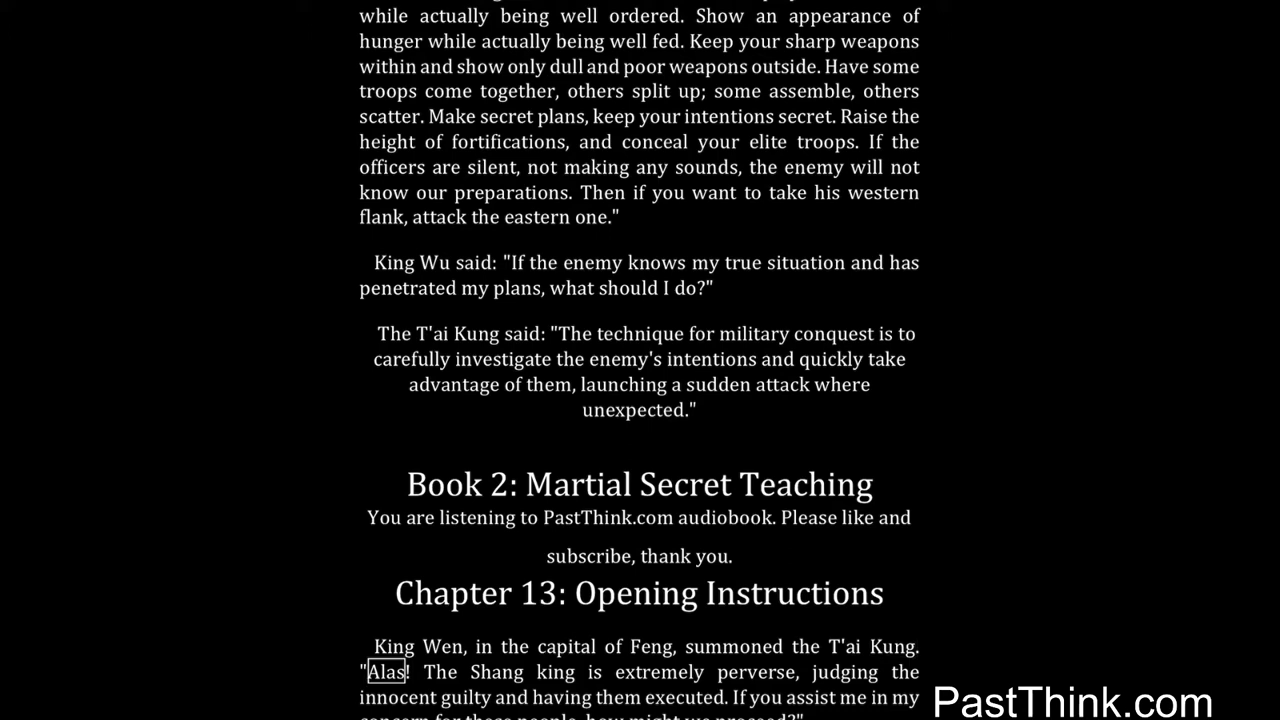 while actually being well ordered. Show an appearance of
hunger while actually being well fed. Keep your sharp weapons
within and show only dull and poor weapons outside. Have some
troops come together, others split up; some assemble, others
scatter. Make secret plans, keep your intentions secret. Raise the
height of fortifications, and conceal your elite troops. If the
officers are silent, not making any sounds, the enemy will not
know our preparations. Then if you want to take his western
flank, attack the eastern one."
King Wu said: "If the enemy knows my true situation and has
penetrated my plans, what should I do?"
The T'ai Kung said: "The technique for military conquest is to
carefully investigate the enemy's intentions and quickly take
advantage of them, launching a sudden attack where
unexpected."
Book 2: Martial Secret Teaching
You are listening to PastThink.com audiobook. Please like and
subscribe, thank you.
Chapter 13: Opening Instructions
King Wen, in the capital of Feng, summoned the T'ai Kung.
"Alas! The Shang king is extremely perverse, judging the
innocent guilty and having them executed. If you assist me in my
concern for these people, how might we proceed?"
PastThink.com